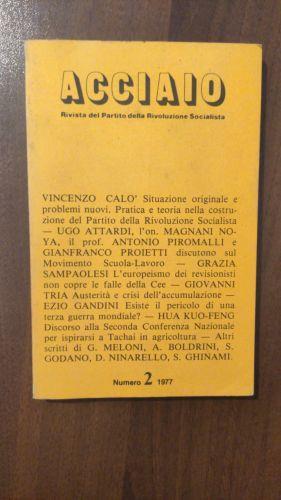 ACCIAIO
Rivista del Partito della Rivoluzione Socialista
VINCENZO CALO' Situazione originale e
problemi nuovi. Pratica e teoria nella costru-
zione del Partito della Rivoluzione Socialista
— UGO ATTARDI, l'on. MAGNANI NO-
YA, il prof. ANTONIO PIROMALLI e
GIANFRANCO PROIETTI discutono sul
Movimento Scuola-Lavoro — GRAZIA
SAMPAOLESI L'europeismo dei revisionisti
non copre le falle della Cee — GIOVANNI
TRIA Austerità e crisi dell'accumulazione —
EZIO GANDINI Esiste il pericolo di una
terza guerra mondiale? — HUA KUO-FENG
Discorso alla Seconda Conferenza Nazionale
per ispirarsi a Tachai in agricoltura — Altri
scritti di G. MELONI, A. BOLDRINI, S.
GODANO, D. NINARELLO, S. GHINAMI.
Numero 2 1977